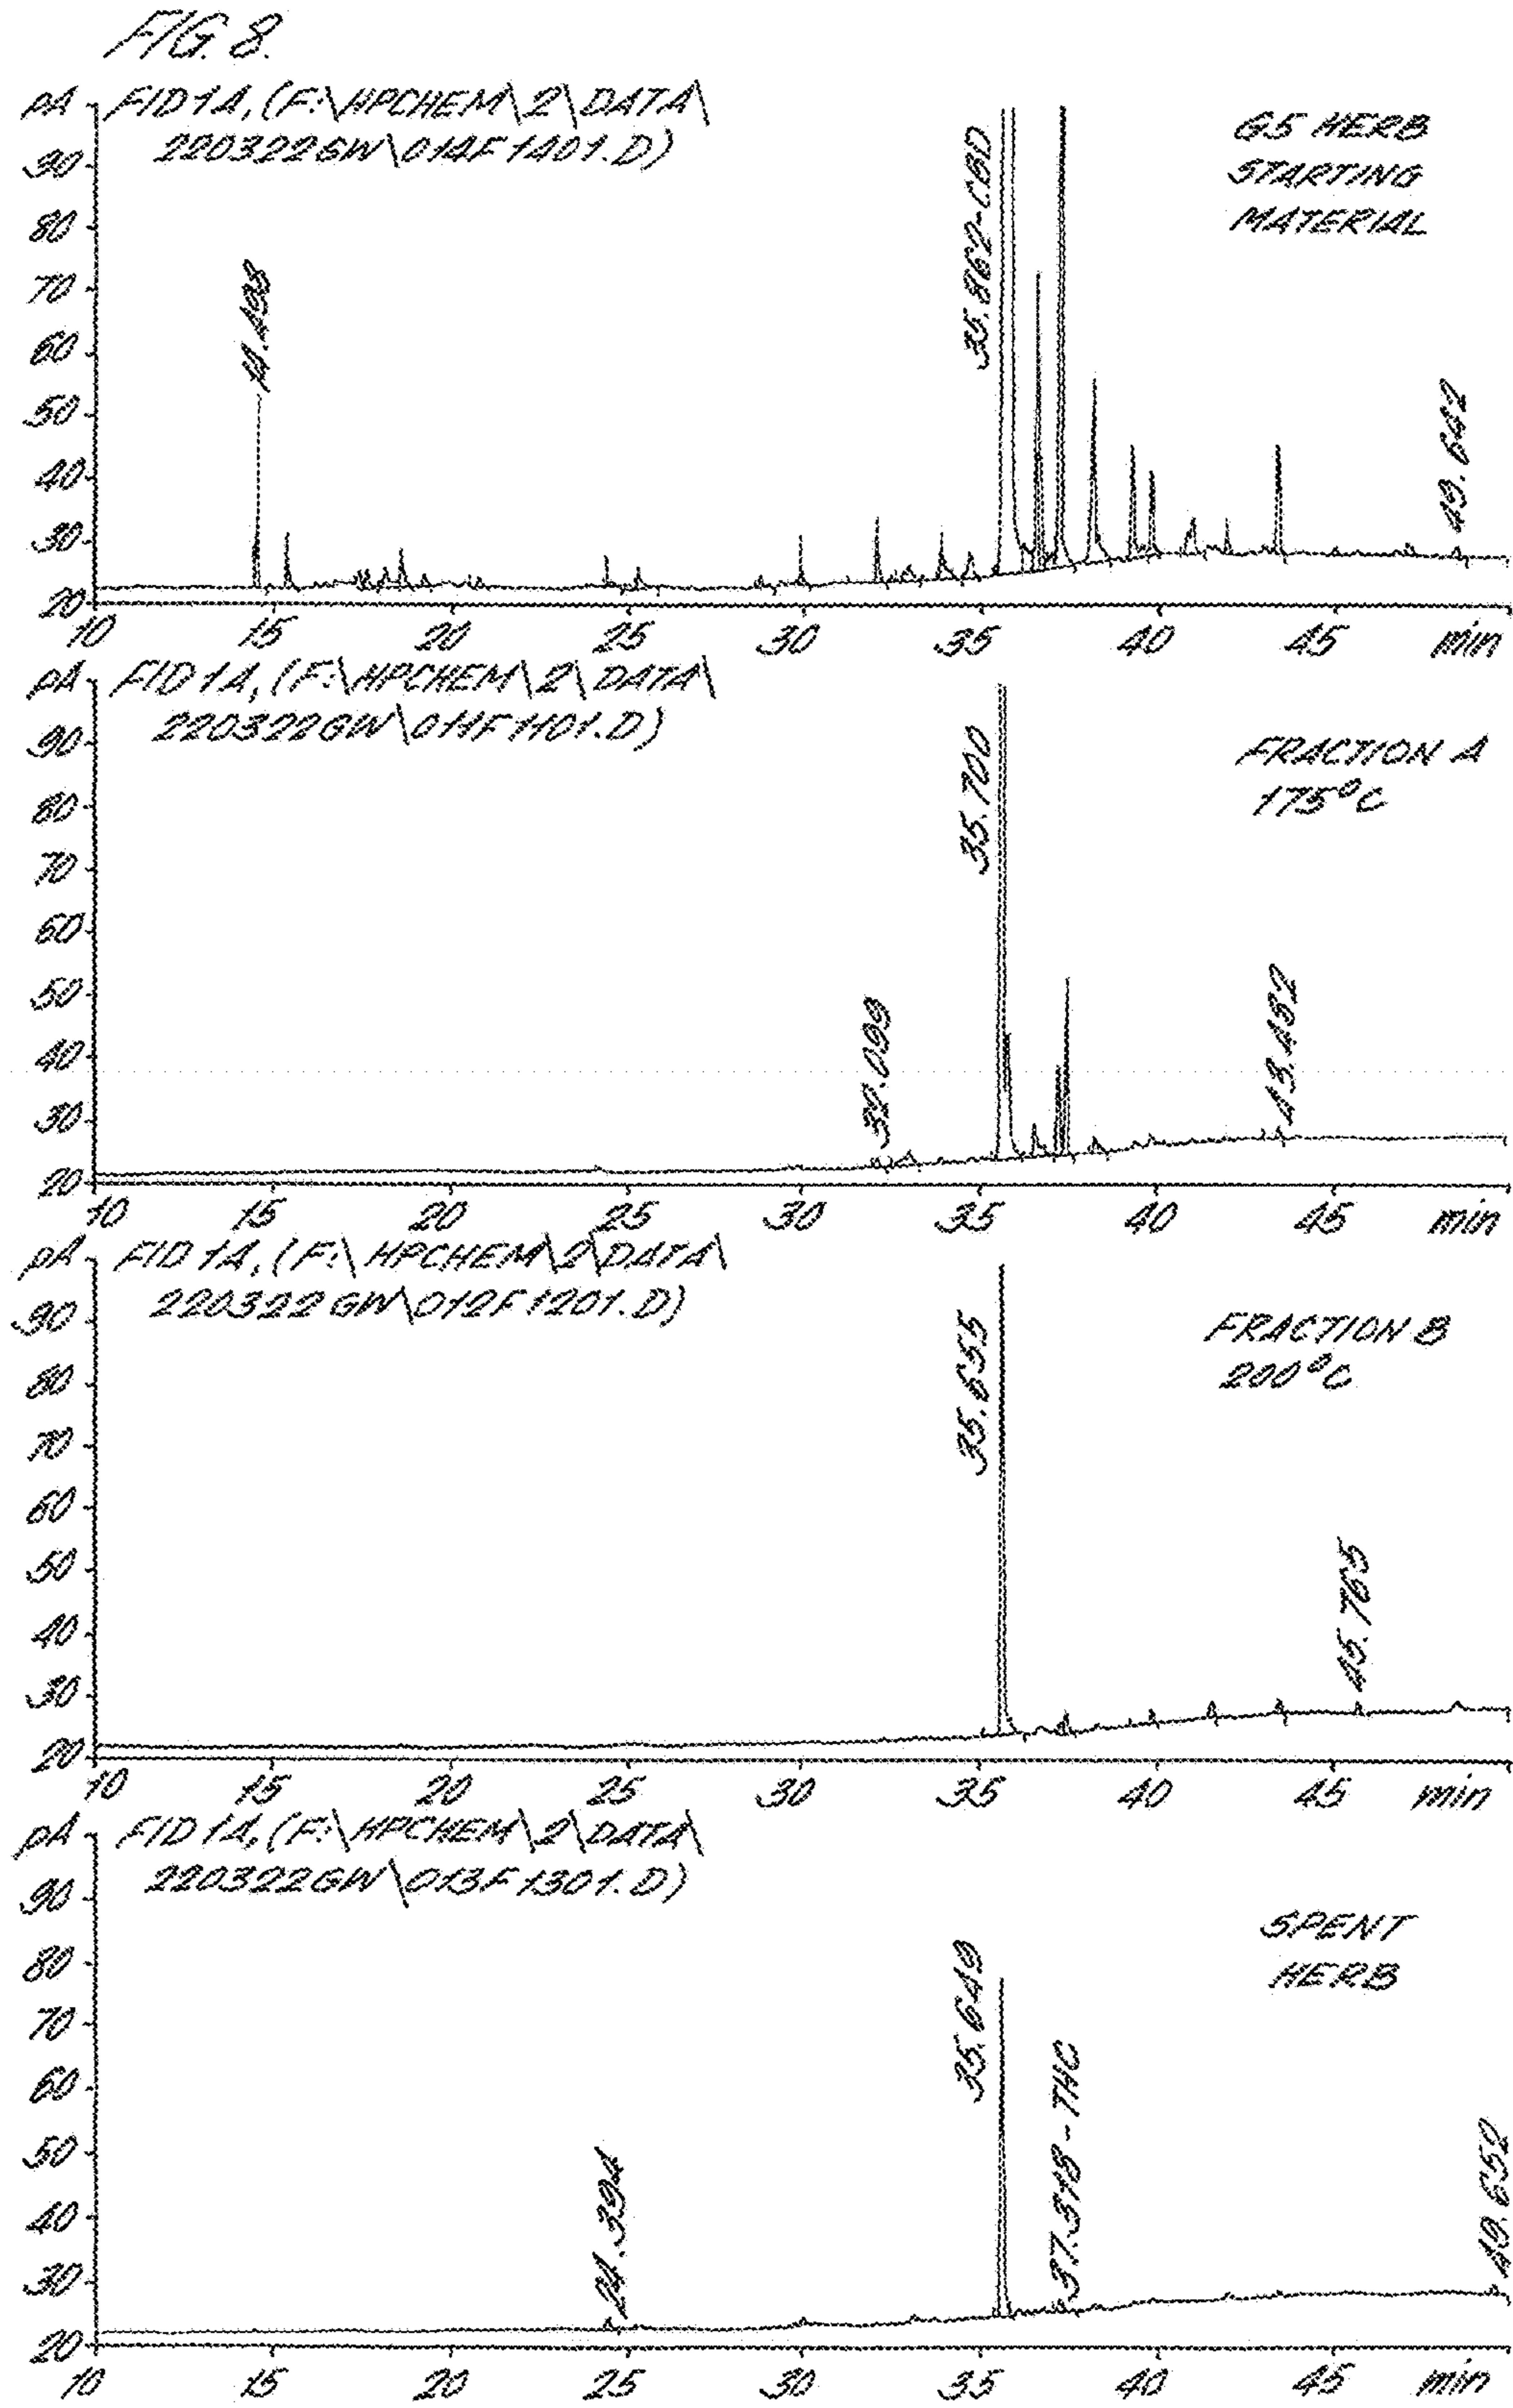 FIG. 8.
pA FID1A, (F:\HPCHEM\2\DATA\
220322GW\014F1401.D)
G5 HERB
STARTING
MATERIAL
90
80
70
60
50
40
30
20
35.862-CBD
49.641
10 15 20 25 30 35 40 45 min
pA FID1A, (F:\HPCHEM\2\DATA\
220322GW\011F1101.D)
FRACTION A
175°C
90
80
70
60
50
40
30
20
32.099
35.700
43.452
10 15 20 25 30 35 40 45 min
pA FID1A, (F:\HPCHEM\2\DATA\
220322GW\012F1201.D)
FRACTION B
200°C
90
80
70
60
50
40
30
20
35.655
45.765
10 15 20 25 30 35 40 45 min
pA FID1A, (F:\HPCHEM\2\DATA\
220322GW\013F1301.D)
SPENT
HERB
90
80
70
60
50
40
30
20
24.394
35.649
37.318-THC
49.652
10 15 20 25 30 35 40 45 min